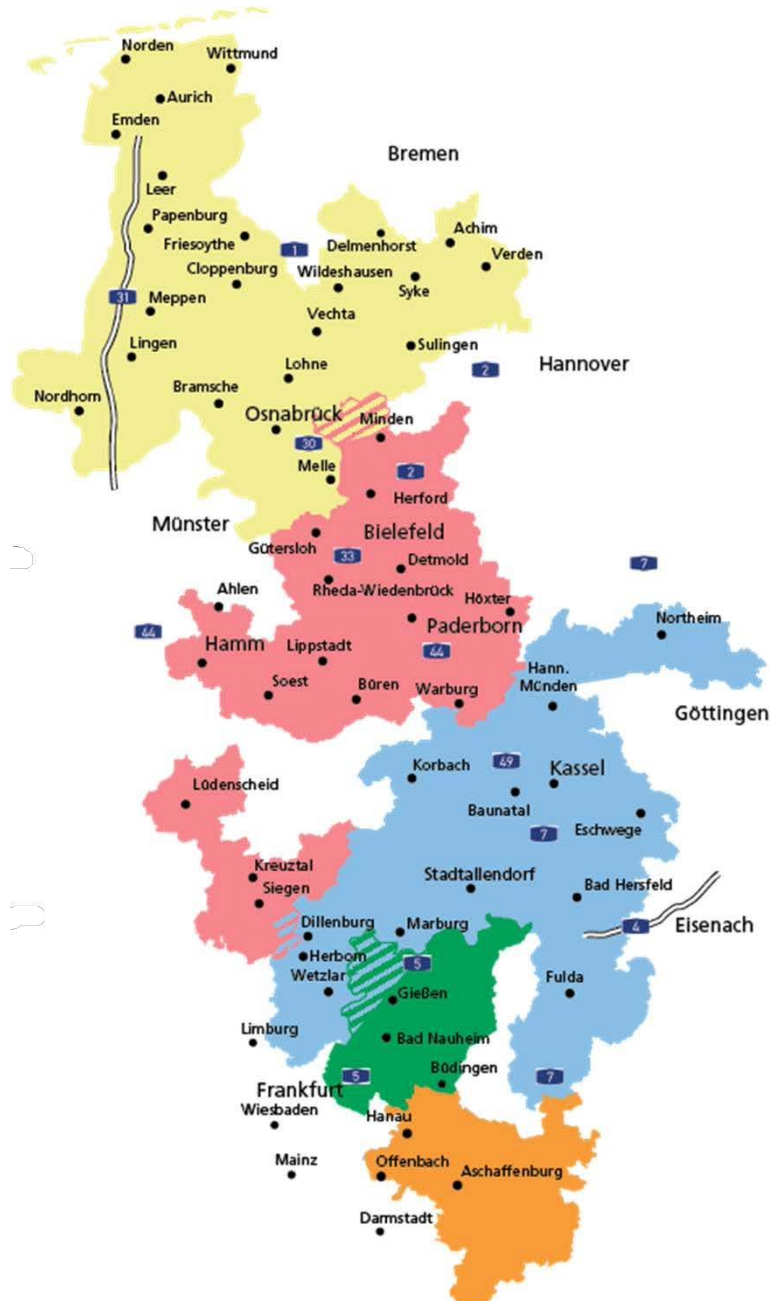 Norden
Wittmund
Aurich
Emden
Bremen
Leer
Papenburg
Friesoythe
1
Delmenhorst
Achim
Verden
Cloppenburg
Wildeshausen
Syke
31
Meppen
Vechta
Lingen
Sulingen
Lohne
2
Hannover
Nordhorn
Bramsche
Osnabrück
Minden
30
Melle
2
Herford
Münster
Bielefeld
Gütersloh
33
Detmold
7
Ahlen
Rheda-Wiedenbrück
Höxter
44
Paderborn
Northeim
Hamm
Lippstadt
44
Hann.
Münden
Soest
Büren
Warburg
Göttingen
49
Korbach
Kassel
Lüdenscheid
Baunatal
Eschwege
7
Kreuztal
Stadtallendorf
Bad Hersfeld
Siegen
Dillenburg
Marburg
4
Eisenach
Herborn
5
Wetzlar
Gießen
Fulda
Limburg
Bad Nauheim
Büdingen
5
7
Frankfurt
Wiesbaden
Hanau
Mainz
Offenbach
Aschaffenburg
Darmstadt